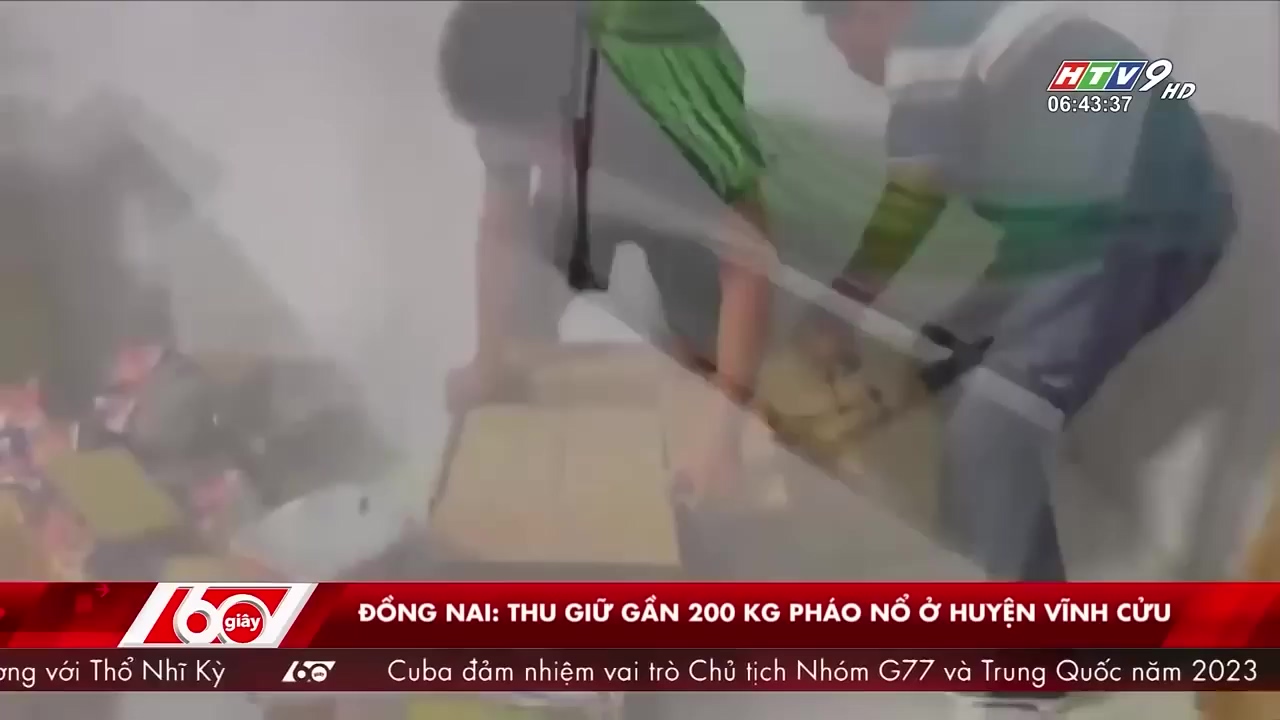 HTV9 HD
06:43:37
60 giây
ĐỒNG NAI: THU GIỮ GẦN 200 KG PHÁO NỔ Ở HUYỆN VĨNH CỬU
ơng với Thổ Nhĩ Kỳ 60 giây Cuba đảm nhiệm vai trò Chủ tịch Nhóm G77 và Trung Quốc năm 2023